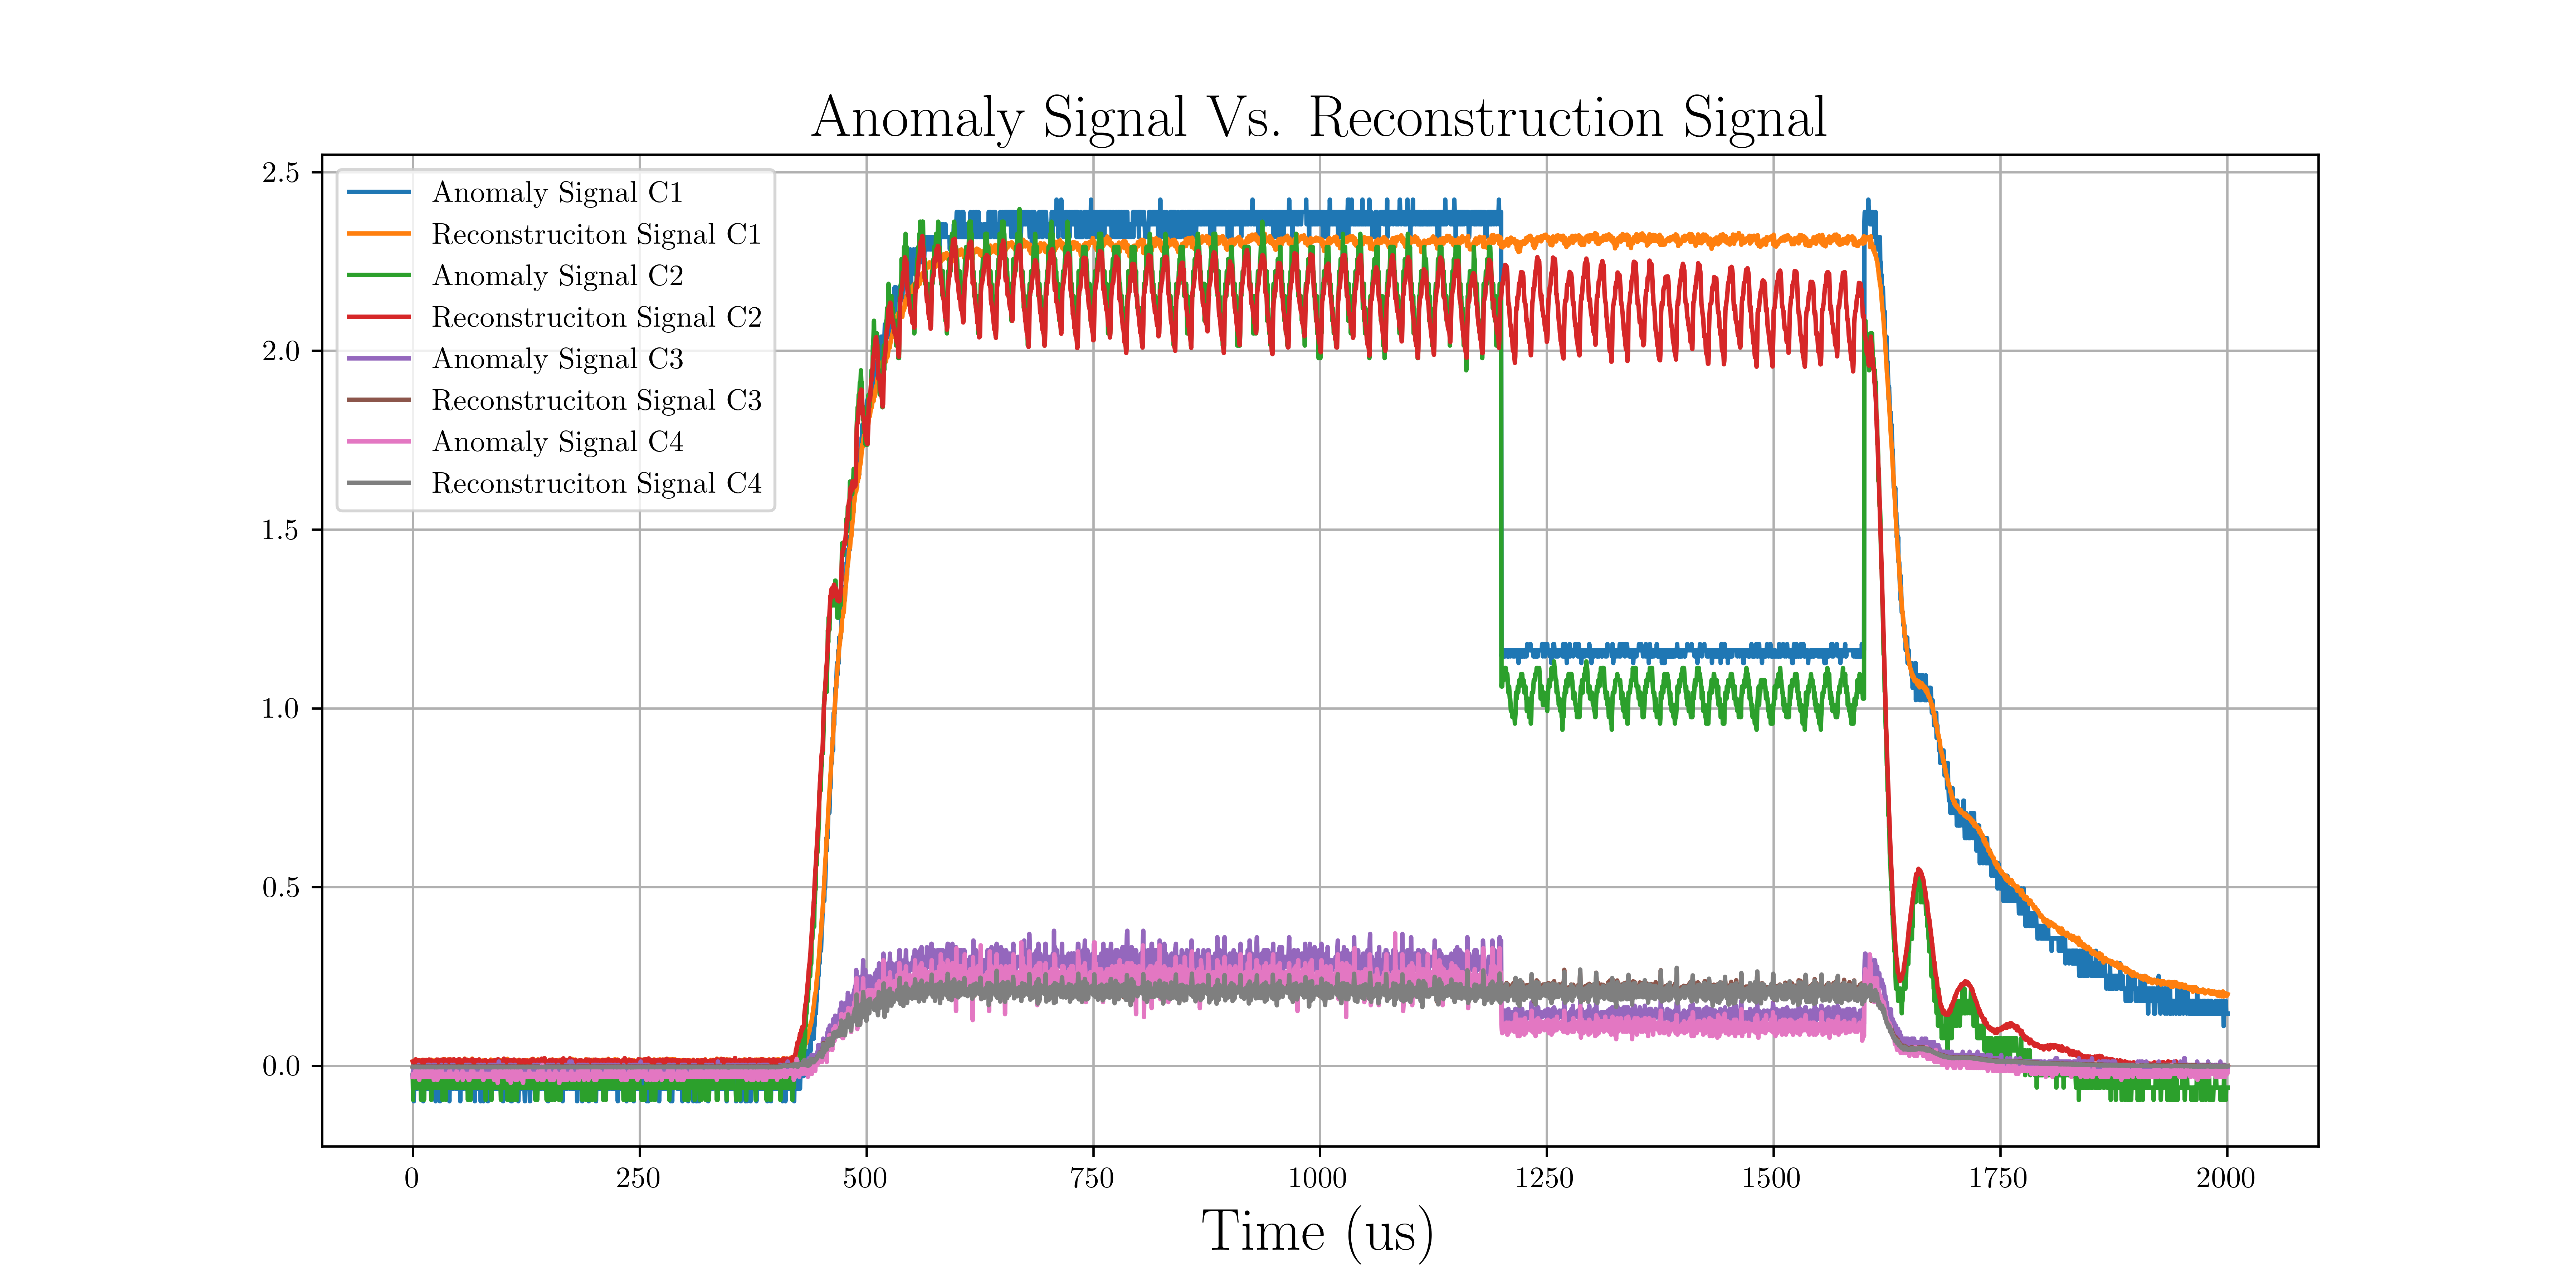 Anomaly Signal Vs. Reconstruction Signal
2.5
2.0
1.5
1.0
0.5
0.0
Anomaly Signal C1
Reconstruciton Signal C1
Anomaly Signal C2
Reconstruciton Signal C2
Anomaly Signal C3
Reconstruciton Signal C3
Anomaly Signal C4
Reconstruciton Signal C4
0 250 500 750 1000 1250 1500 1750 2000
Time (us)